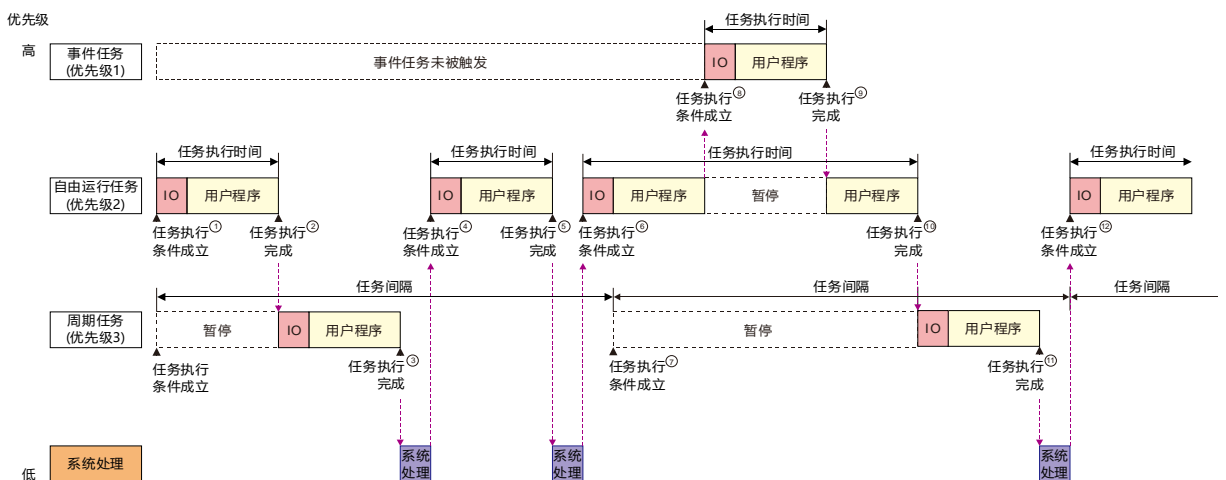 优先级
高
事件任务
(优先级1)
事件任务未被触发
任务执行时间
IO
用户程序
任务执行⑧
条件成立
任务执行⑨
完成
自由运行任务
(优先级2)
任务执行时间
IO
用户程序
任务执行①
条件成立
任务执行②
完成
任务执行时间
IO
用户程序
任务执行④
条件成立
任务执行⑤
完成
任务执行时间
IO
用户程序
暂停
用户程序
任务执行⑥
条件成立
任务执行⑩
完成
任务执行时间
IO
用户程序
任务执行⑫
条件成立
周期任务
(优先级3)
任务间隔
任务间隔
任务间隔
暂停
IO
用户程序
任务执行
条件成立
任务执行③
完成
暂停
IO
用户程序
任务执行⑦
条件成立
任务执行⑪
完成
低
系统处理
系统
处理
系统
处理
系统
处理